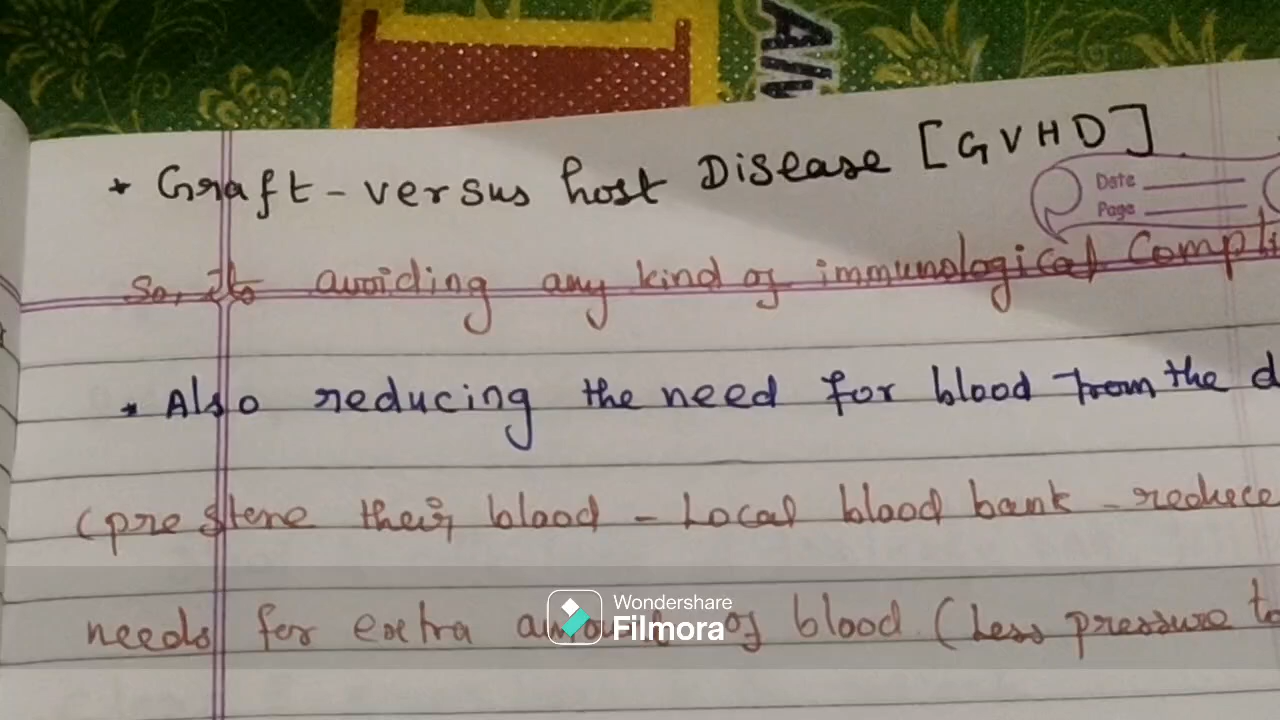 * Graft-versus host Disease [GVHD]
Date
Page
So, Its avoiding any kind of immunological Compli
* Also reducing the need for blood from the d
(pre store their blood - Local blood bank - reduce
needs for extra amount of blood (Less pressure to
Wondershare
Filmora